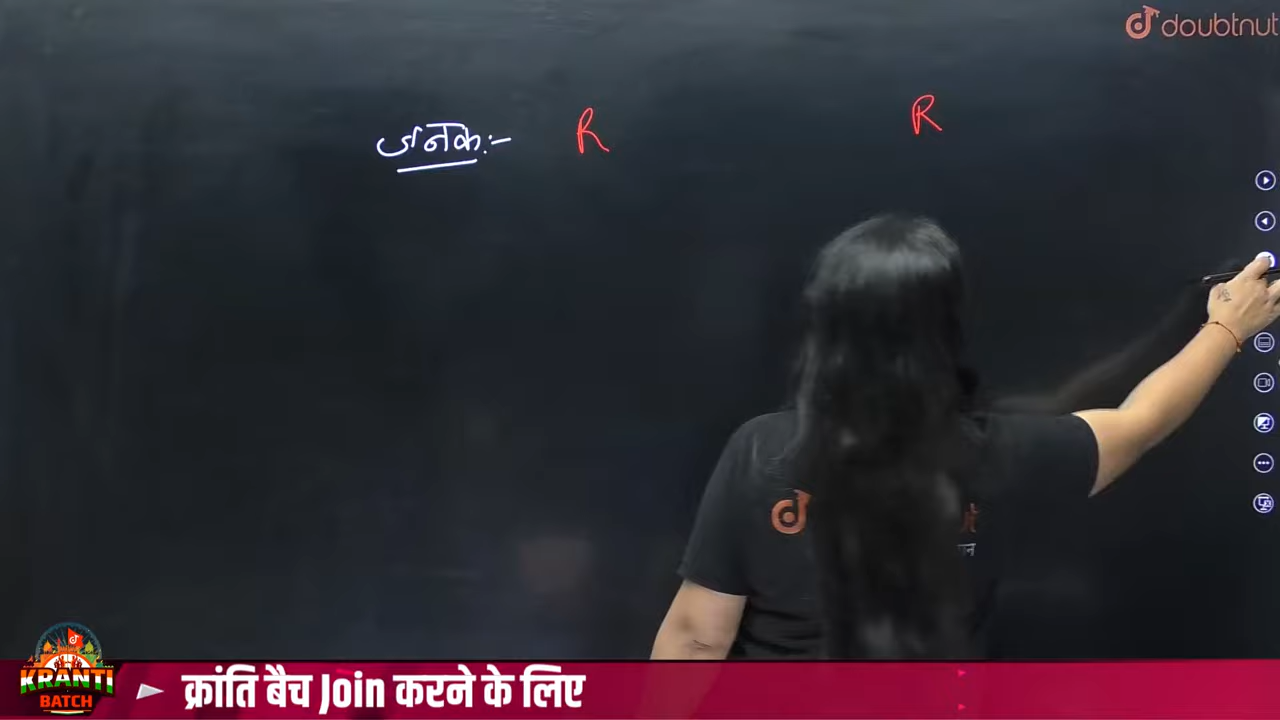 doubtnut
जनक:- R R
KRANTI
BATCH
क्रांति बैच Join करने के लिए